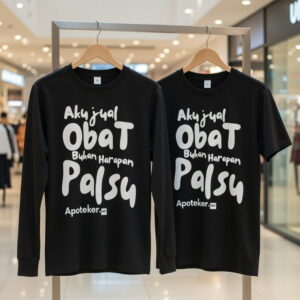 Aku jual
ObaT
Bukan Harapan
Palsu
Apoteker.
Aku jual
ObaT
Bukan Harapan
Palsu
Apoteker.